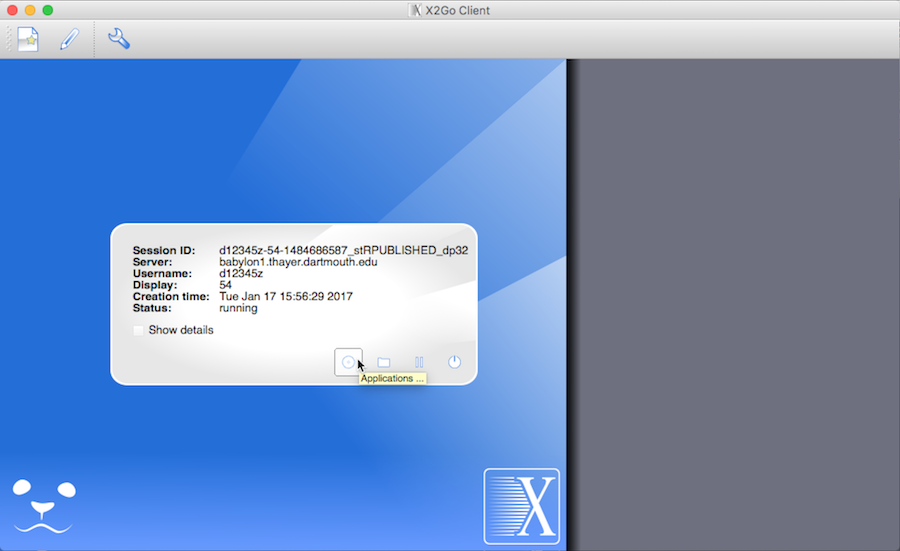 X2Go Client
Session ID: d12345z-54-1484686587_stRPUBLISHED_dp32
Server: babylon1.thayer.dartmouth.edu
Username: d12345z
Display: 54
Creation time: Tue Jan 17 15:56:29 2017
Status: running
Show details
Applications ...
X